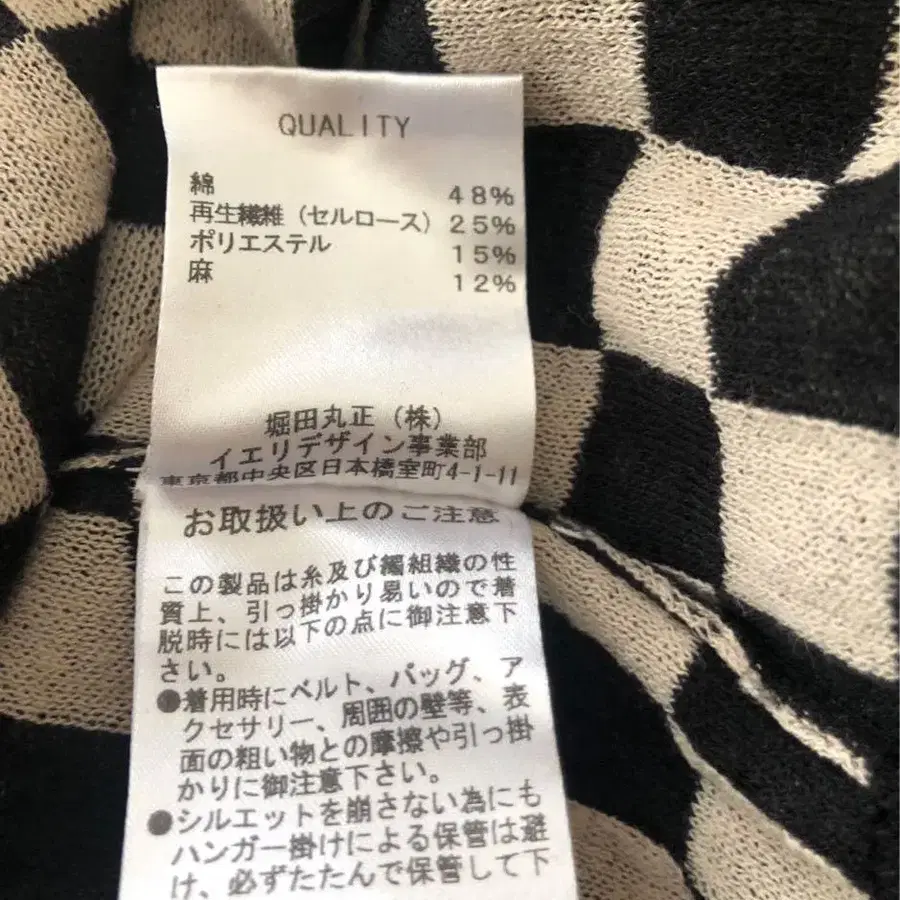 QUALITY
綿 48%
再生繊維（セルロース） 25%
ポリエステル 15%
麻 12%
堀田丸正（株）
イエリデザイン事業部
東京都中央区日本橋室町4-1-11
お取扱い上のご注意
この製品は糸及び編組織の性
質上、引っ掛かり易いので着
脱時には以下の点に御注意下
さい。
●着用時にベルト、バッグ、ア
クセサリー、周囲の壁等、表
面の粗い物との摩擦や引っ掛
かりに御注意下さい。
●シルエットを崩さない為にも
ハンガー掛けによる保管は避
け、必ずたたんで保管して下